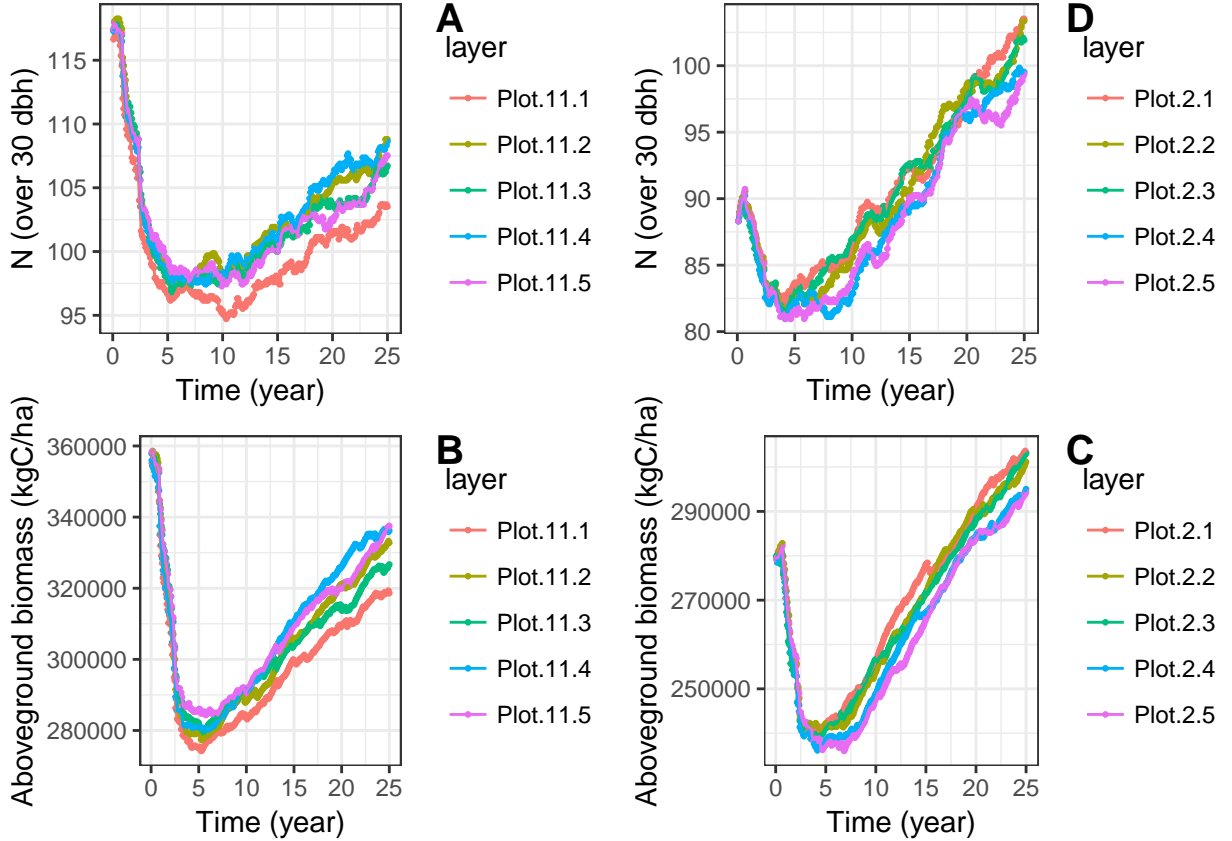 A
layer
Plot.11.1
Plot.11.2
Plot.11.3
Plot.11.4
Plot.11.5
N (over 30 dbh)
115
110
105
100
95
0 5 10 15 20 25
Time (year)
D
layer
Plot.2.1
Plot.2.2
Plot.2.3
Plot.2.4
Plot.2.5
N (over 30 dbh)
100
95
90
85
80
0 5 10 15 20 25
Time (year)
B
layer
Plot.11.1
Plot.11.2
Plot.11.3
Plot.11.4
Plot.11.5
Aboveground biomass (kgC/ha)
360000
340000
320000
300000
280000
0 5 10 15 20 25
Time (year)
C
layer
Plot.2.1
Plot.2.2
Plot.2.3
Plot.2.4
Plot.2.5
Aboveground biomass (kgC/ha)
290000
270000
250000
0 5 10 15 20 25
Time (year)